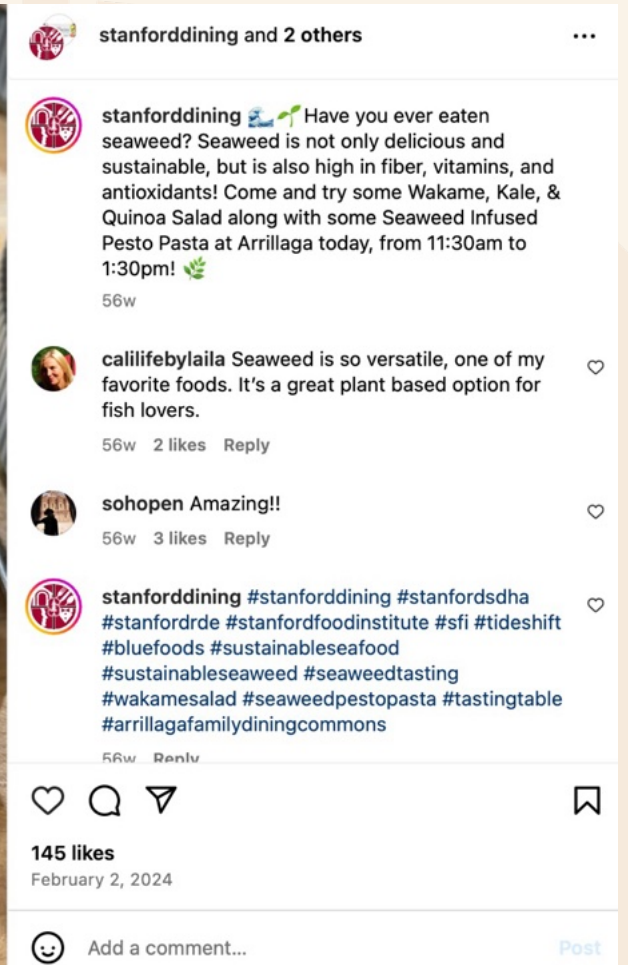 stanforddining and 2 others
stanforddining 🌊🌱 Have you ever eaten
seaweed? Seaweed is not only delicious and
sustainable, but is also high in fiber, vitamins, and
antioxidants! Come and try some Wakame, Kale, &
Quinoa Salad along with some Seaweed Infused
Pesto Pasta at Arrillaga today, from 11:30am to
1:30pm! 🌿
56w
calilifebylaila Seaweed is so versatile, one of my
favorite foods. It's a great plant based option for
fish lovers.
56w 2 likes Reply
sohopen Amazing!!
56w 3 likes Reply
stanforddining #stanforddining #stanfordsdha
#stanfordrde #stanfordfoodinstitute #sfi #tideshift
#bluefoods #sustainableseafood
#sustainableseaweed #seaweedtasting
#wakamesalad #seaweedpestopasta #tastingtable
#arrillagafamilydiningcommons
56w Reply
145 likes
February 2, 2024
Add a comment...
Post